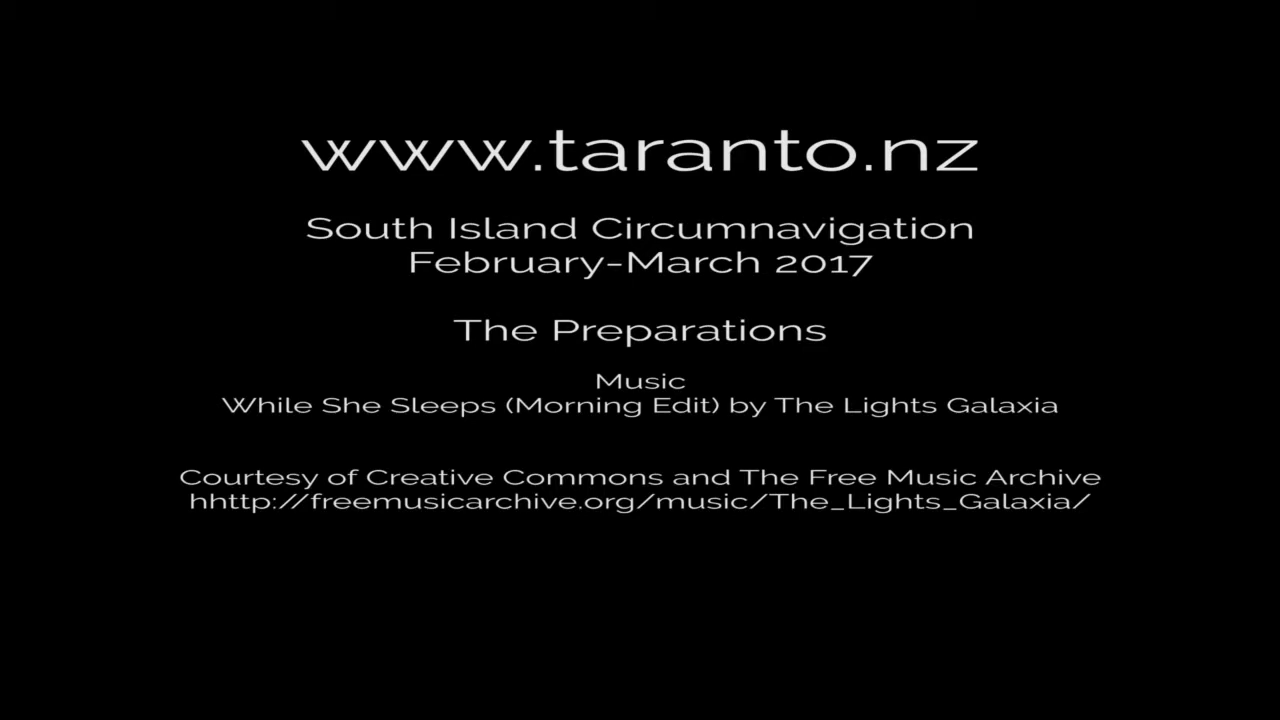 www.taranto.nz
South Island Circumnavigation
February-March 2017
The Preparations
Music
While She Sleeps (Morning Edit) by The Lights Galaxia
Courtesy of Creative Commons and The Free Music Archive
hhttp://freemusicarchive.org/music/The_Lights_Galaxia/